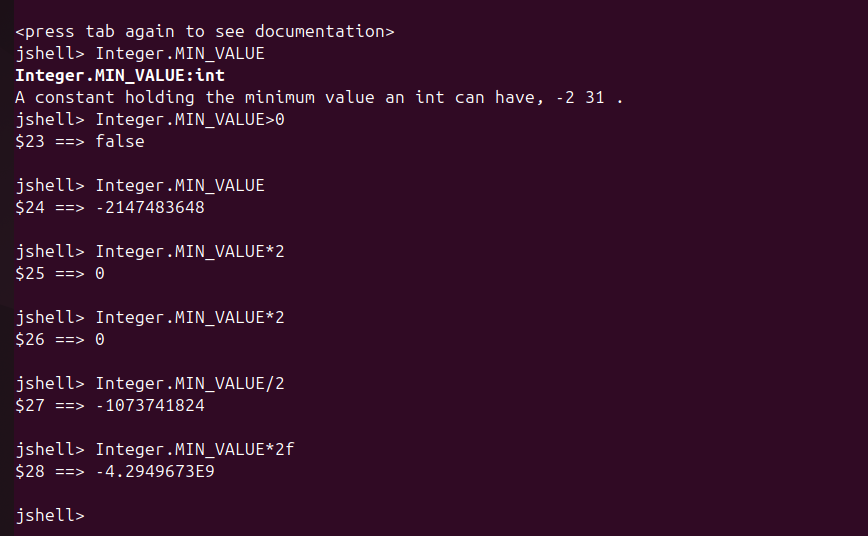 <press tab again to see documentation>
jshell> Integer.MIN_VALUE
Integer.MIN_VALUE:int
A constant holding the minimum value an int can have, -2 31 .
jshell> Integer.MIN_VALUE>0
$23 ==> false
jshell> Integer.MIN_VALUE
$24 ==> -2147483648
jshell> Integer.MIN_VALUE*2
$25 ==> 0
jshell> Integer.MIN_VALUE*2
$26 ==> 0
jshell> Integer.MIN_VALUE/2
$27 ==> -1073741824
jshell> Integer.MIN_VALUE*2f
$28 ==> -4.2949673E9
jshell>